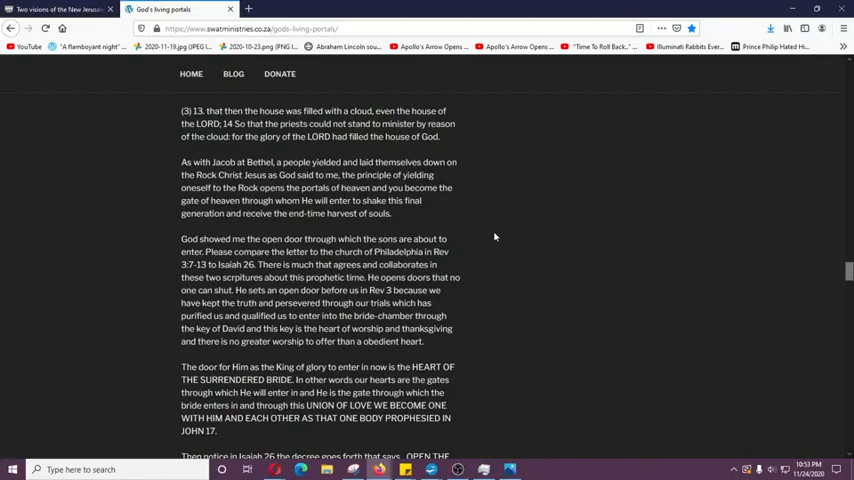 Two visions of the New Jerusal
God's living portals
https://www.swatministries.co.za/gods-living-portals/
YouTube
"A flamboyant night" (
2020-11-19.jpg (JPEG I
2020-10-23.png (PNG I
Abraham Lincoln sou
Apollo's Arrow Opens
Apollo's Arrow Opens
"Time To Roll Back."
Illuminati Rabbits Ever
Prince Philip Hated Hi
HOME BLOG DONATE
(3) 13. that then the house was filled with a cloud, even the house of
the LORD; 14 So that the priests could not stand to minister by reason
of the cloud: for the glory of the LORD had filled the house of God.
As with Jacob at Bethel, a people yielded and laid themselves down on
the Rock Christ Jesus as God said to me, the principle of yielding
oneself to the Rock opens the portals of heaven and you become the
gate of heaven through whom He will enter to shake this final
generation and receive the end-time harvest of souls.
God showed me the open door through which the sons are about to
enter. Please compare the letter to the church of Philadelphia in Rev
3:7-13 to Isaiah 26. There is much that agrees and collaborates in
these two scrpitures about this prophetic time. He opens doors that no
one can shut. He sets an open door before us in Rev 3 because we
have kept the truth and persevered through our trials which has
purified us and qualified us to enter into the bride-chamber through
the key of David and this key is the heart of worship and thanksgiving
and there is no greater worship to offer than a obedient heart.
The door for Him as the King of glory to enter in now is the HEART OF
THE SURRENDERED BRIDE. In other words our hearts are the gates
through which He will enter in and He is the gate through which the
bride enters in and through this UNION OF LOVE WE BECOME ONE
WITH HIM AND EACH OTHER AS THAT ONE BODY PROPHESIED IN
JOHN 17.
Then notice in Isaiah 26 the decree goes forth that says, OPEN THE
Type here to search
10:53 PM
11/24/2020